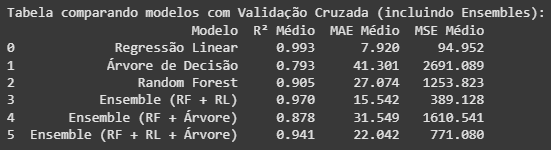 Tabela comparando modelos com Validação Cruzada (incluindo Ensembles):
Modelo R² Médio MAE Médio MSE Médio
0 Regressão Linear 0.993 7.920 94.952
1 Árvore de Decisão 0.793 41.301 2691.089
2 Random Forest 0.905 27.074 1253.823
3 Ensemble (RF + RL) 0.970 15.542 389.128
4 Ensemble (RF + Árvore) 0.878 31.549 1610.541
5 Ensemble (RF + RL + Árvore) 0.941 22.042 771.080